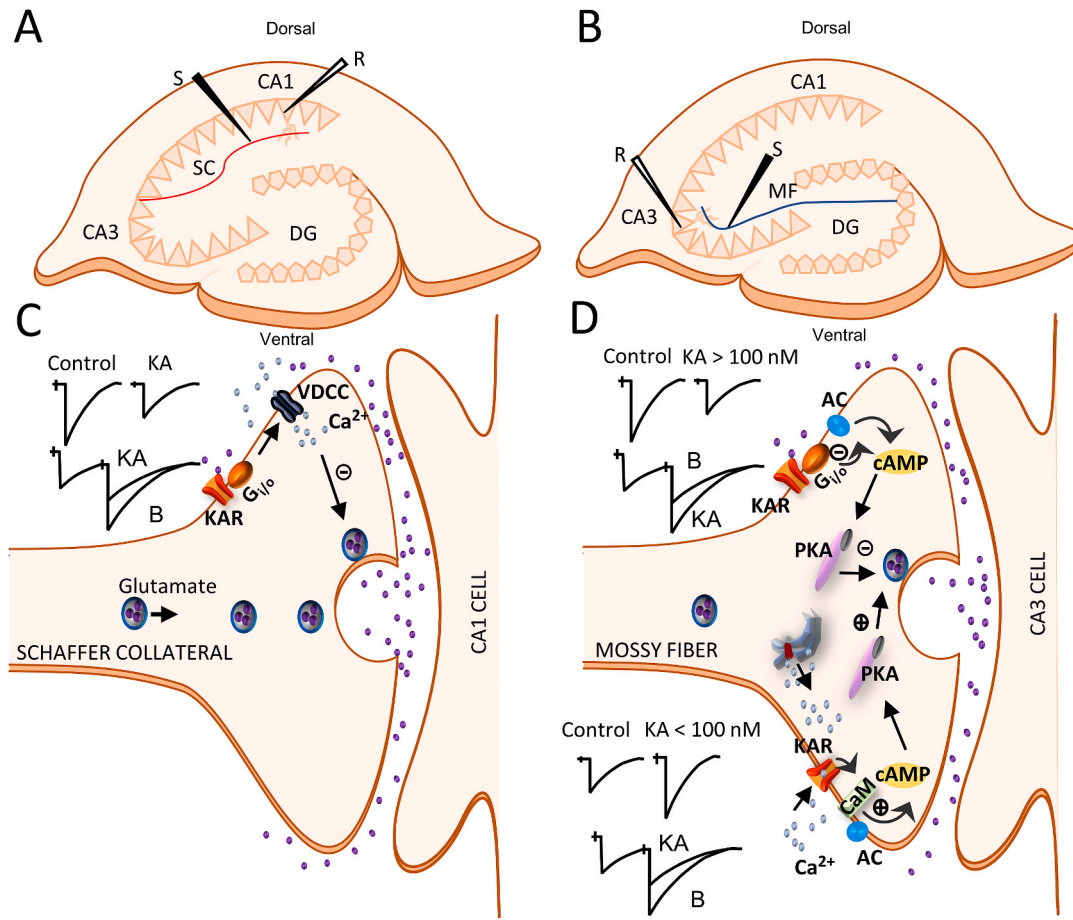 A
Dorsal
S
R
CA1
SC
CA3
DG
Ventral
B
Dorsal
CA1
R
S
MF
CA3
DG
Ventral
C
Control KA
VDCC
Ca2+
KA
B
Gi/o
KAR
⊖
Glutamate
SCHAFFER COLLATERAL
CA1 CELL
D
Control KA > 100 nM
AC
⊖
cAMP
B
KA
Gi/o
KAR
PKA
⊖
⊕
MOSSY FIBER
PKA
CA3 CELL
Control KA < 100 nM
KAR
cAMP
CaM
⊕
KA
B
Ca2+
AC